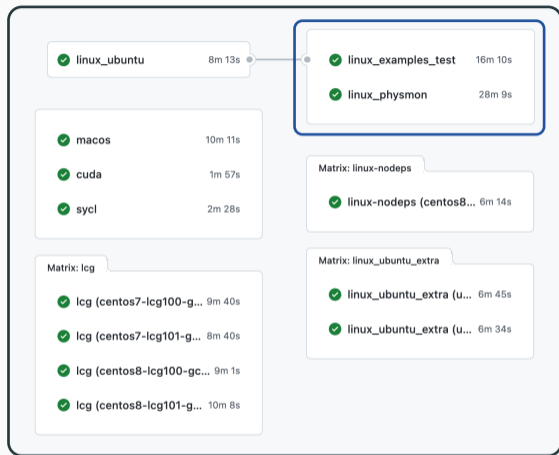 linux_ubuntu 8m 13s
linux_examples_test 16m 10s
linux_physmon 28m 9s
macos 10m 11s
cuda 1m 57s
sycl 2m 28s
Matrix: linux-nodeps
linux-nodeps (centos8... 6m 14s
Matrix: lcg
lcg (centos7-lcg100-g... 9m 40s
lcg (centos7-lcg101-g... 8m 40s
lcg (centos8-lcg100-gc... 9m 1s
lcg (centos8-lcg101-g... 10m 8s
Matrix: linux_ubuntu_extra
linux_ubuntu_extra (u... 6m 45s
linux_ubuntu_extra (u... 6m 34s